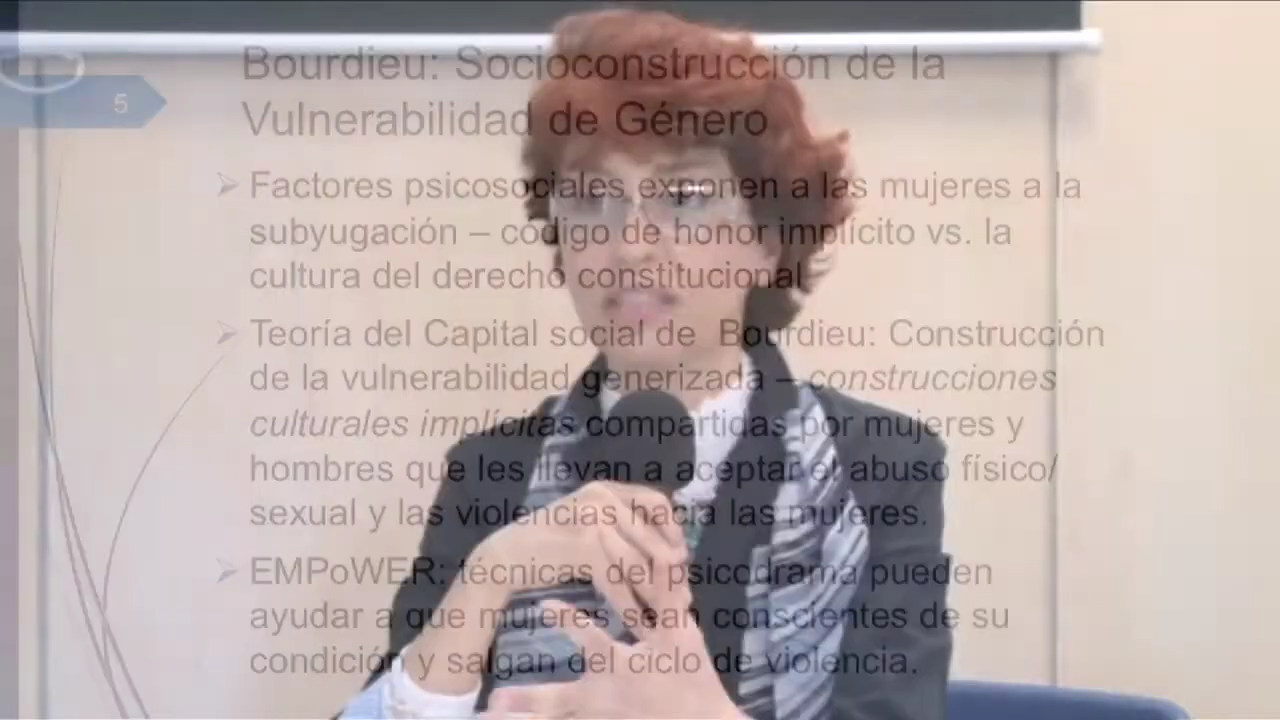 5
Bourdieu: Socioconstrucción de la
Vulnerabilidad de Género
Factores psicosociales exponen a las mujeres a la
subyugación – código de honor implícito vs. la
cultura del derecho constitucional
Teoría del Capital social de Bourdieu: Construcción
de la vulnerabilidad generizada – construcciones
culturales implícitas compartidas por mujeres y
hombres que les llevan a aceptar el abuso físico/
sexual y las violencias hacia las mujeres.
EMPoWER: técnicas del psicodrama pueden
ayudar a que mujeres sean conscientes de su
condición y salgan del ciclo de violencia.